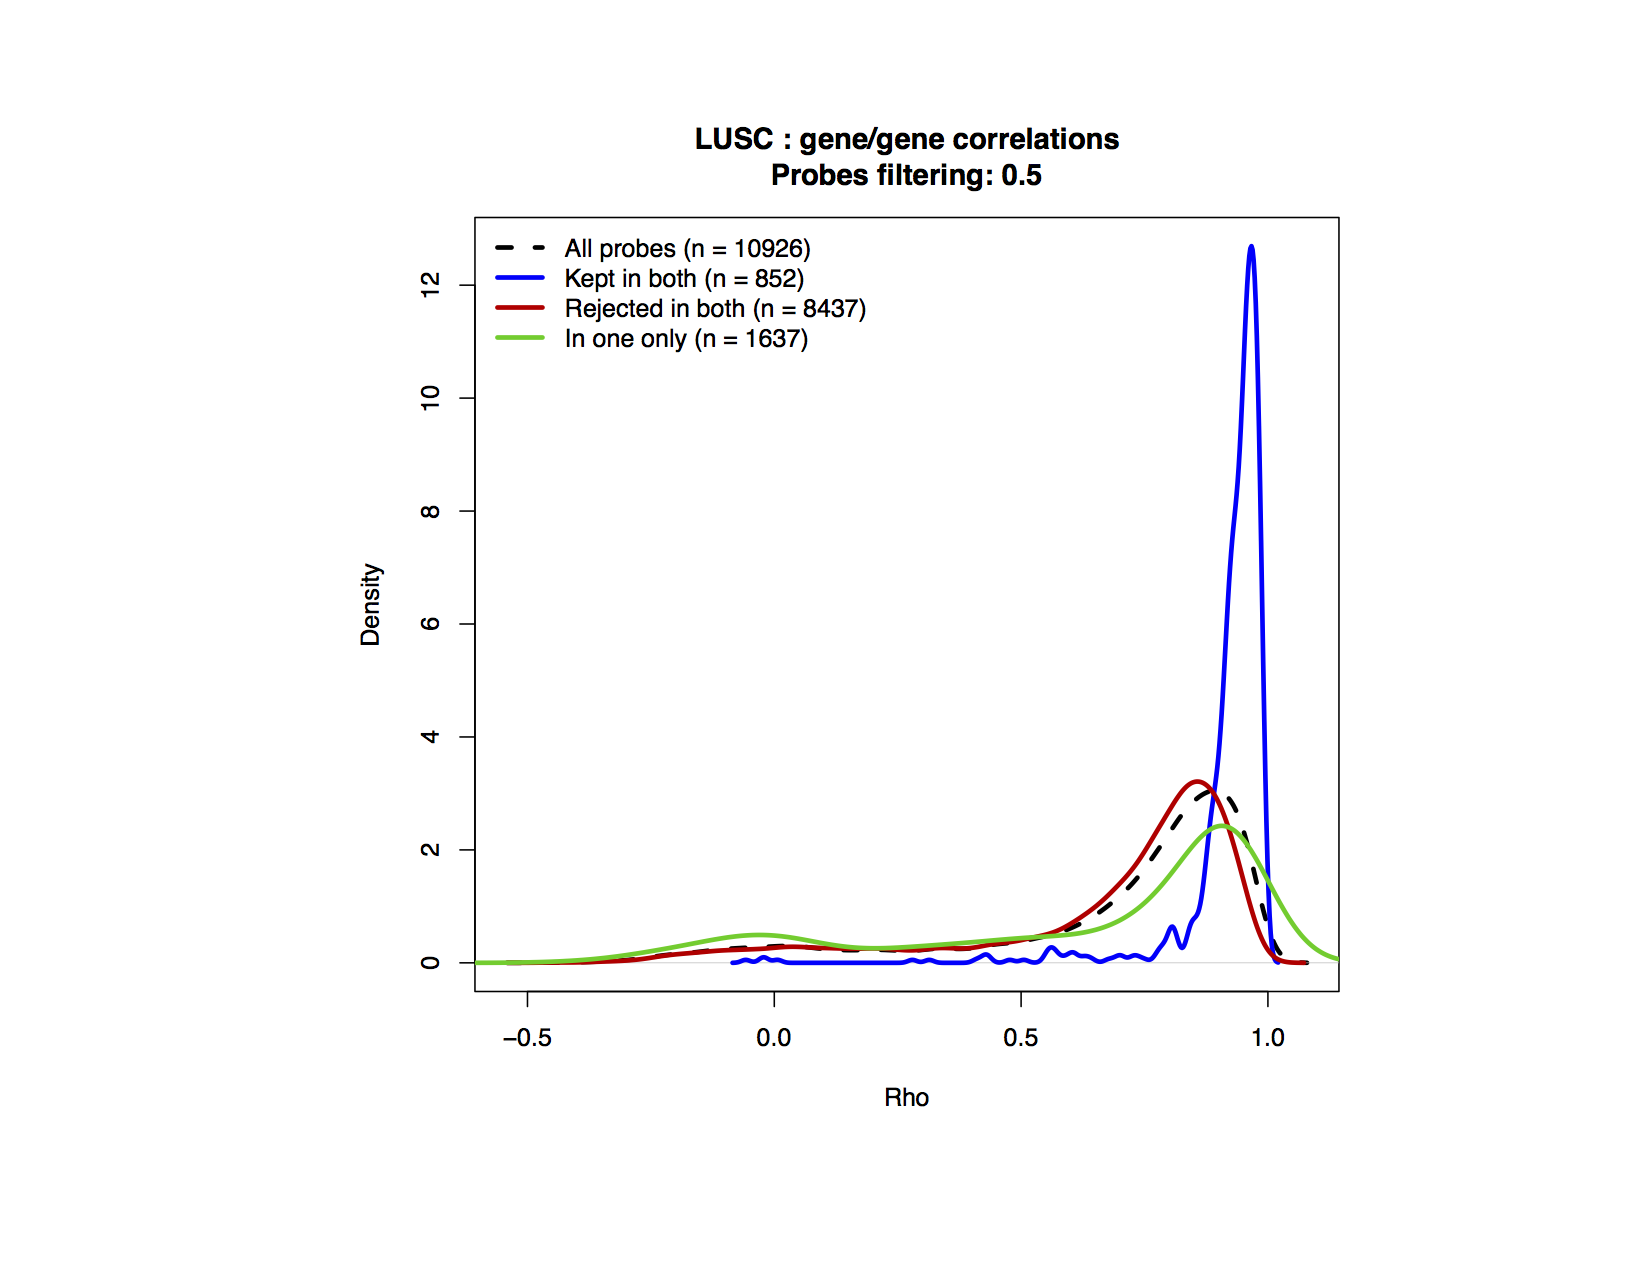 LUSC : gene/gene correlations
Probes filtering: 0.5
All probes (n = 10926)
Kept in both (n = 852)
Rejected in both (n = 8437)
In one only (n = 1637)
12
10
8
6
4
2
0
Density
−0.5
0.0
0.5
1.0
Rho